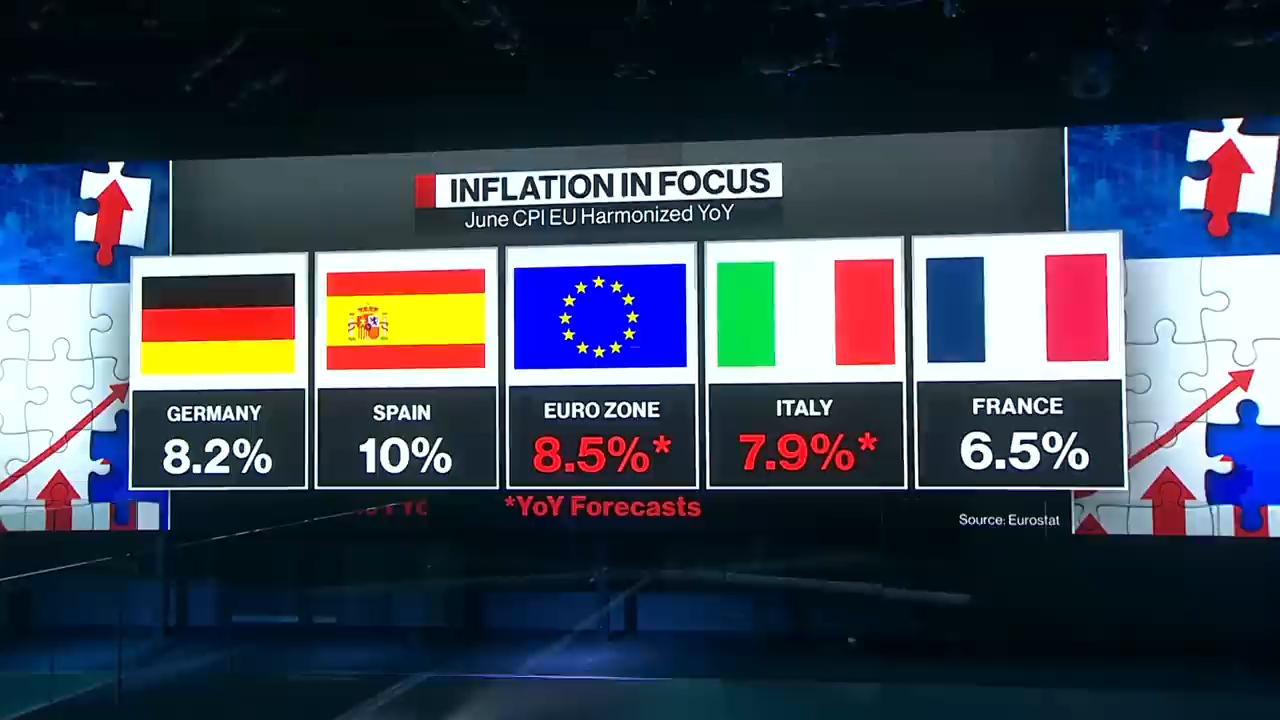 INFLATION IN FOCUS
June CPI EU Harmonized YoY
GERMANY
8.2%
SPAIN
10%
EURO ZONE
8.5%*
ITALY
7.9%*
FRANCE
6.5%
*YoY Forecasts
Source: Eurostat